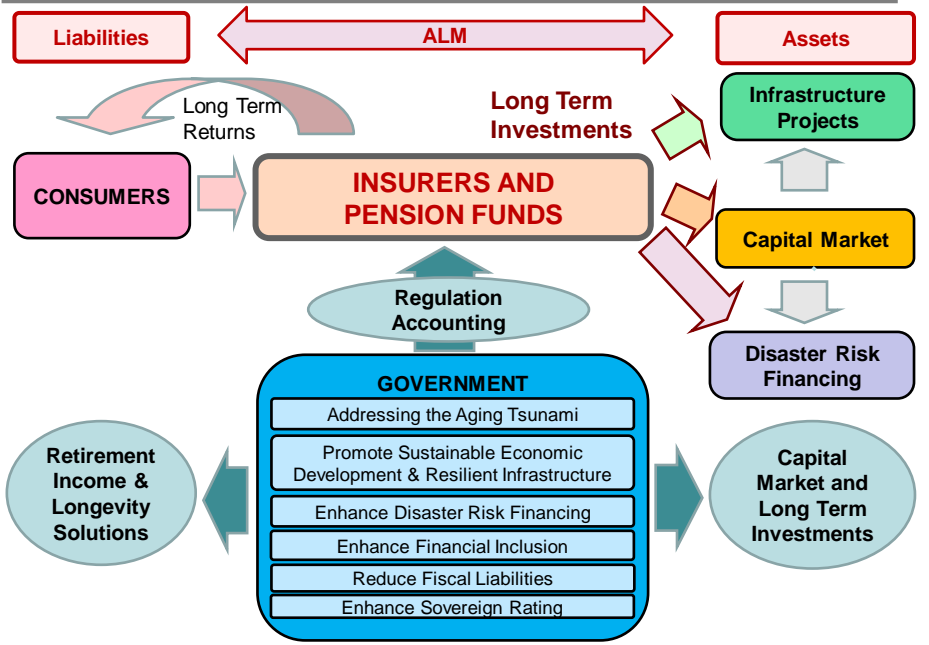 Liabilities
ALM
Assets
Long Term
Returns
Long Term
Investments
Infrastructure
Projects
CONSUMERS
INSURERS AND
PENSION FUNDS
Capital Market
Regulation
Accounting
Disaster Risk
Financing
GOVERNMENT
Addressing the Aging Tsunami
Promote Sustainable Economic
Development & Resilient Infrastructure
Enhance Disaster Risk Financing
Enhance Financial Inclusion
Reduce Fiscal Liabilities
Enhance Sovereign Rating
Retirement
Income &
Longevity
Solutions
Capital
Market and
Long Term
Investments